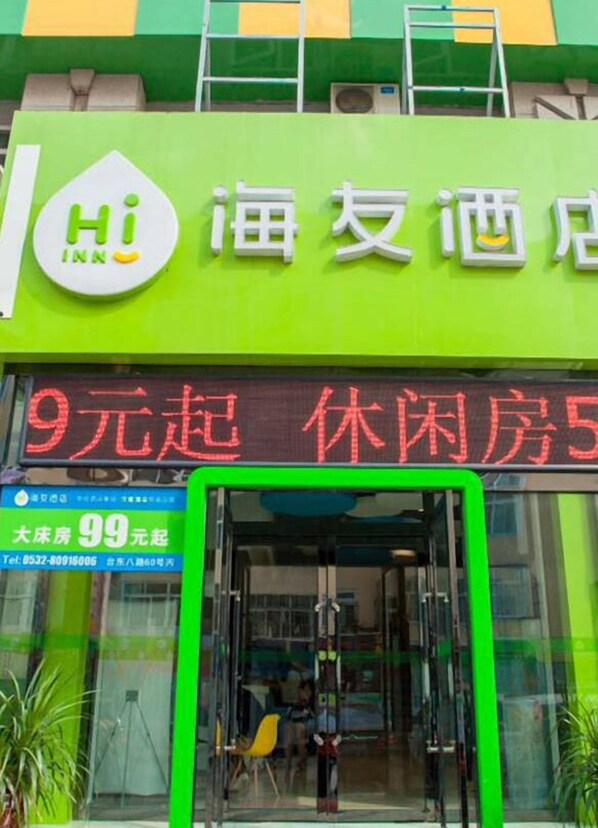 Hi
INN
海友酒店
9元起 休闲房5
海友酒店
大床房 99元起
Tel: 0532-80916006 台东八路60号丙